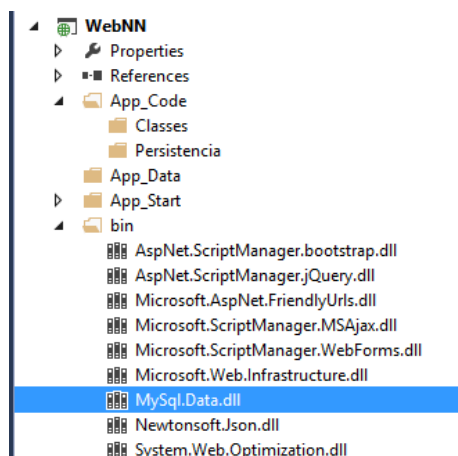 WebNN
Properties
References
App_Code
Classes
Persistencia
App_Data
App_Start
bin
AspNet.ScriptManager.bootstrap.dll
AspNet.ScriptManager.jQuery.dll
Microsoft.AspNet.FriendlyUrls.dll
Microsoft.ScriptManager.MSAjax.dll
Microsoft.ScriptManager.WebForms.dll
Microsoft.Web.Infrastructure.dll
MySql.Data.dll
Newtonsoft.Json.dll
System.Web.Optimization.dll